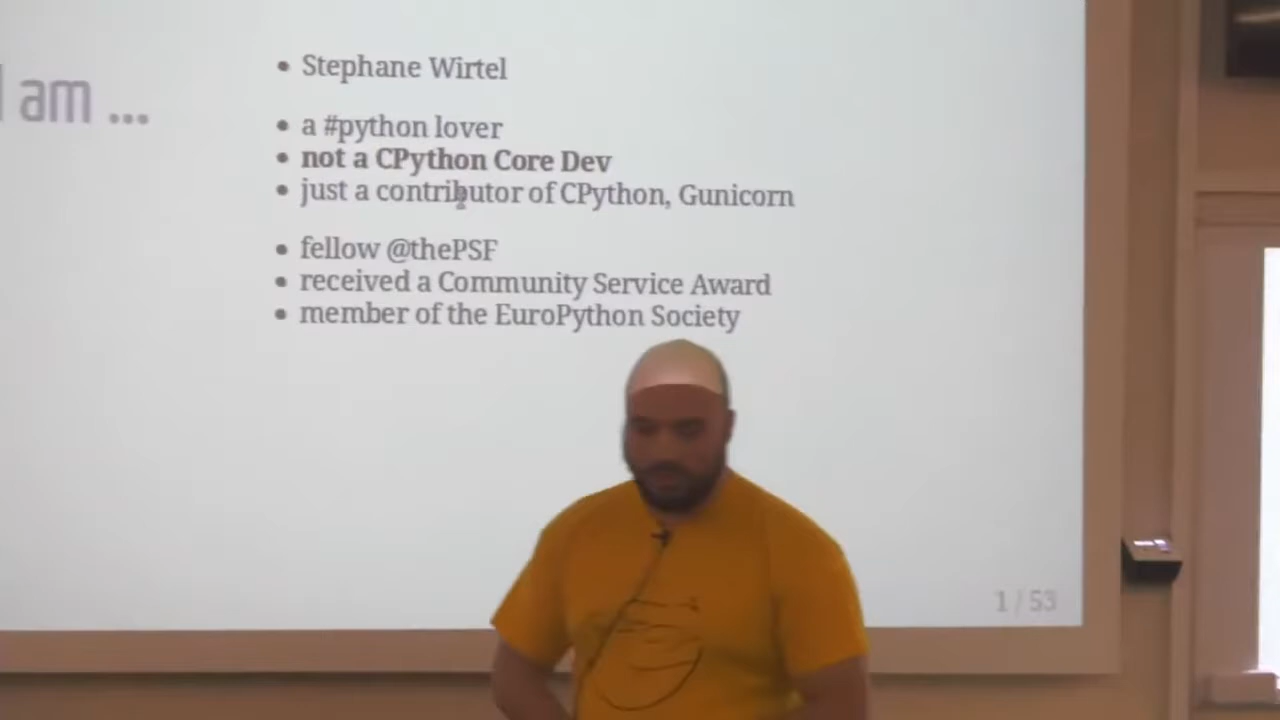 I am ...
Stephane Wirtel
a #python lover
not a CPython Core Dev
just a contributor of CPython, Gunicorn
fellow @thePSF
received a Community Service Award
member of the EuroPython Society
1 / 53